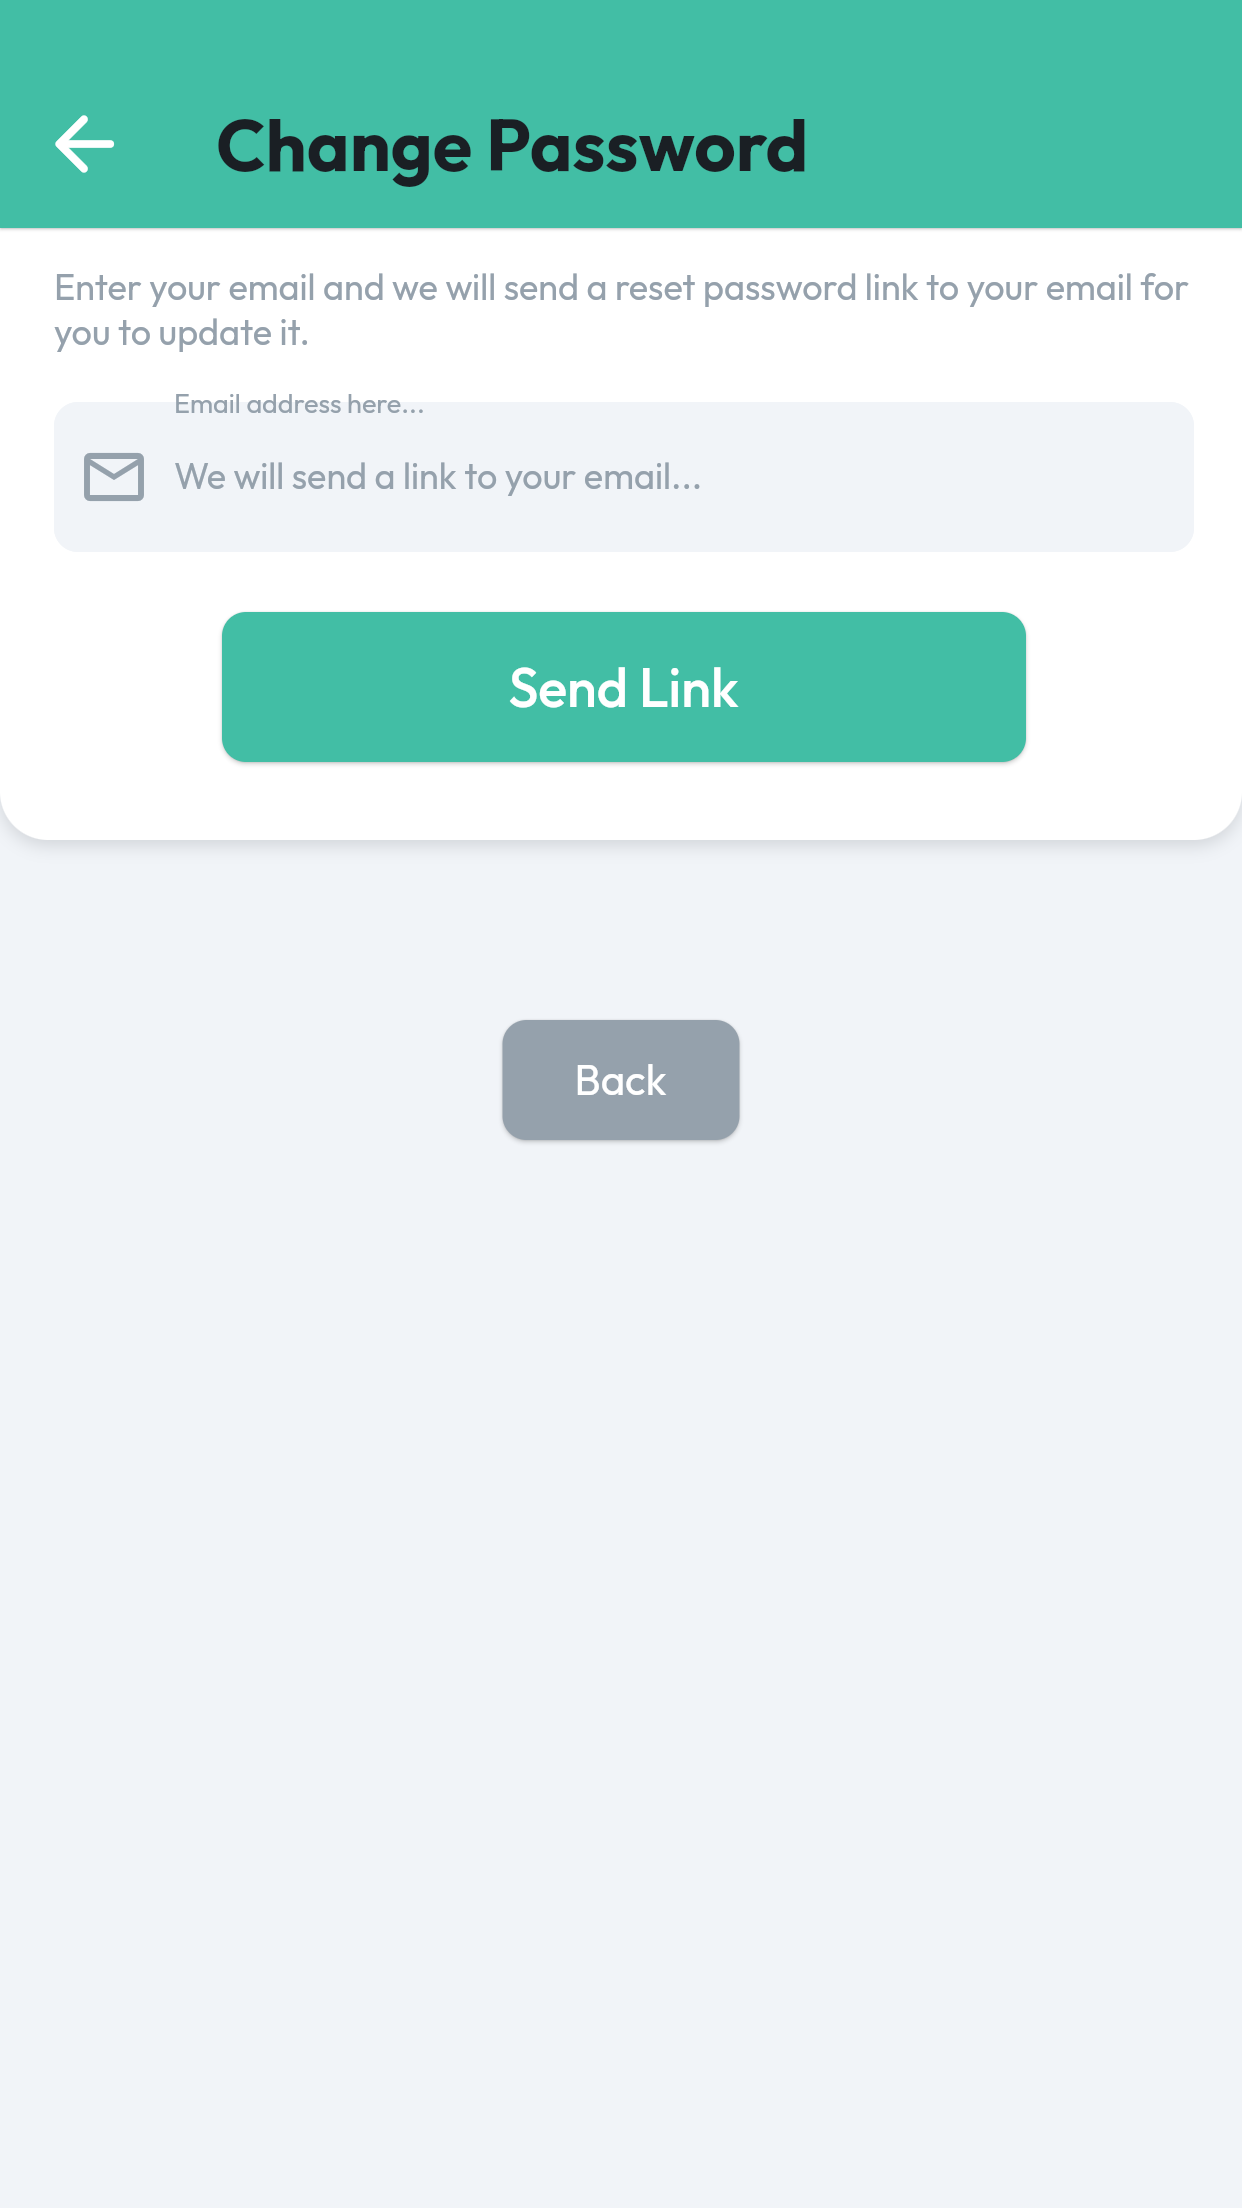 Change Password
Enter your email and we will send a reset password link to your email for
you to update it.
Email address here...
We will send a link to your email...
Send Link
Back